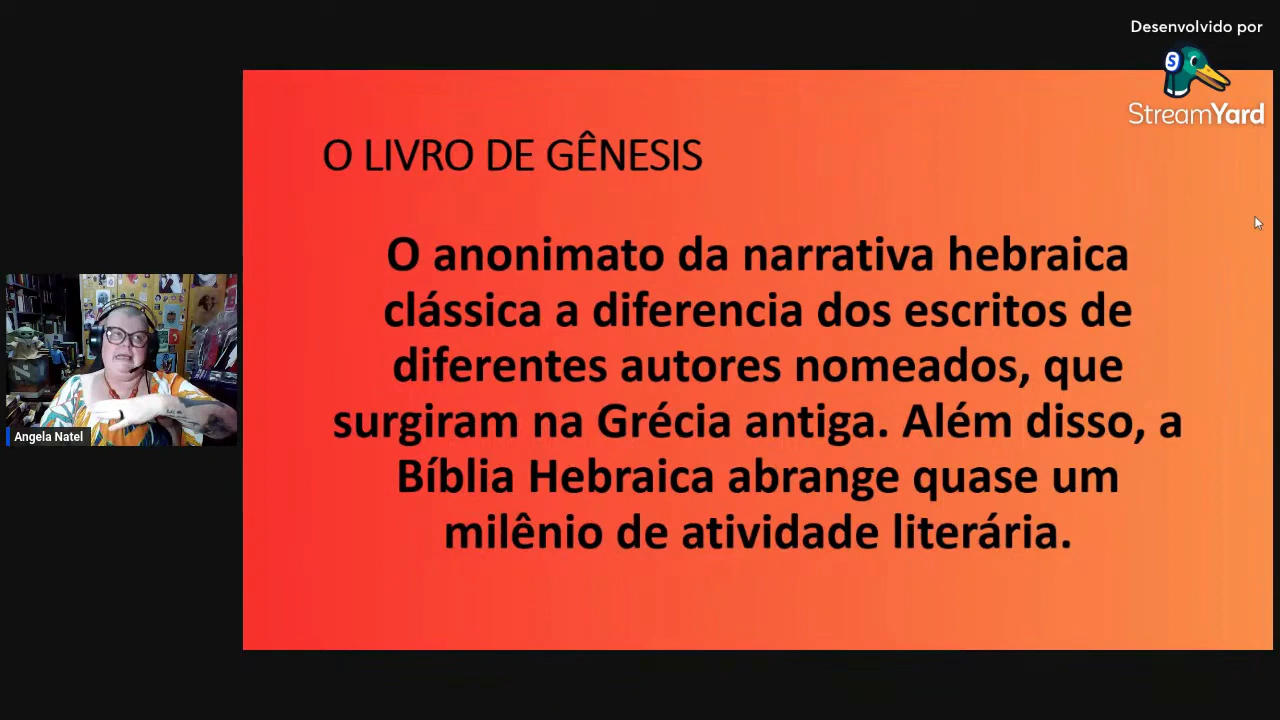 Desenvolvido por
StreamYard
O LIVRO DE GÊNESIS
O anonimato da narrativa hebraica
clássica a diferencia dos escritos de
diferentes autores nomeados, que
surgiram na Grécia antiga. Além disso, a
Bíblia Hebraica abrange quase um
milênio de atividade literária.
Angela Natel